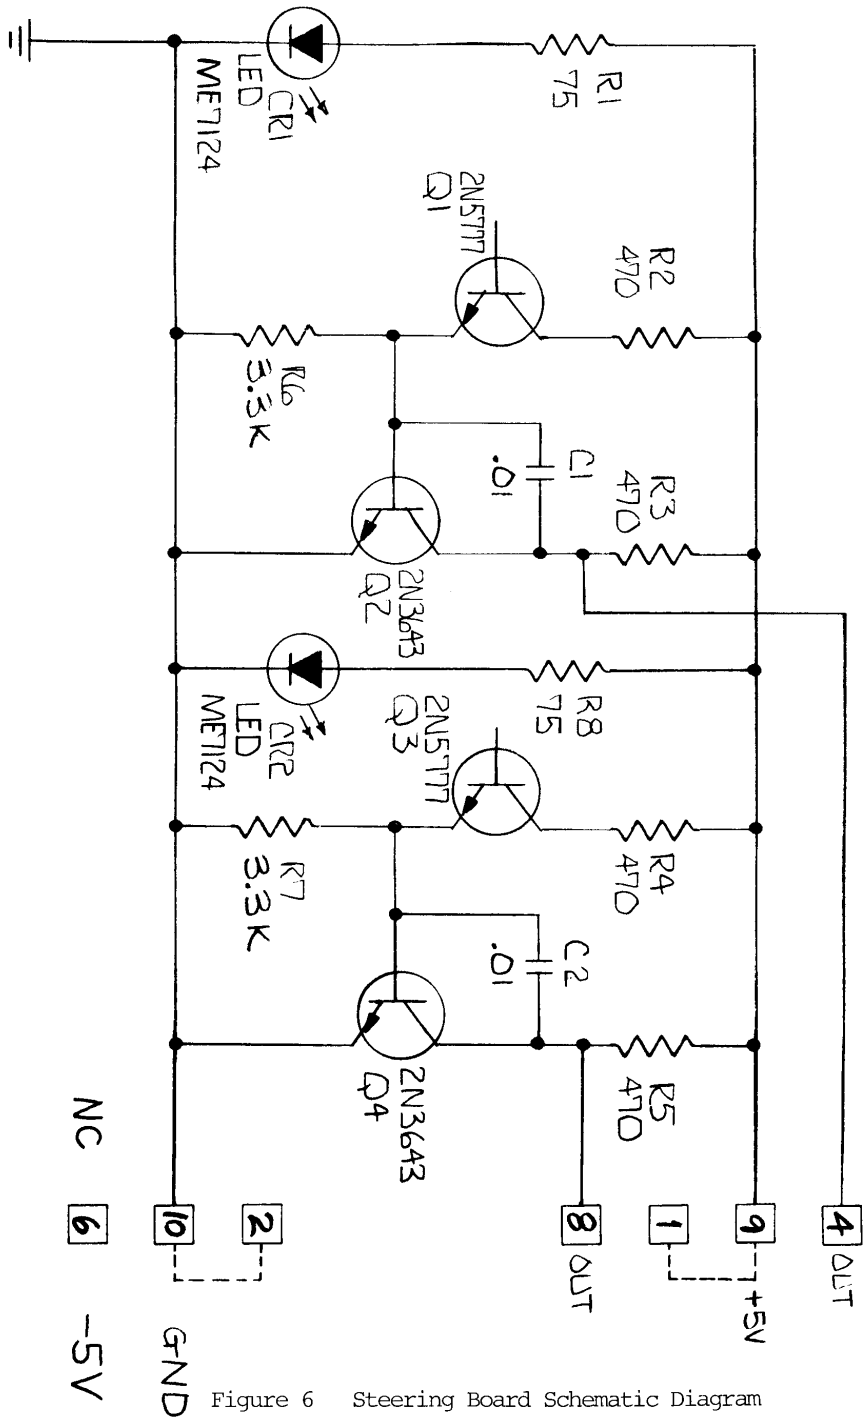 R1
75
CR1
LED
ME7124
2N5777
Q1
R2
470
R6
3.3K
C1
.01
R3
470
2N3643
Q2
R8
75
CR2
LED
ME7124
2N5777
Q3
R4
470
R7
3.3K
C2
.01
R5
470
2N3643
Q4
4 OUT
9 +5V
1
8 OUT
2
10 GND
NC 6 -5V
Figure 6 Steering Board Schematic Diagram